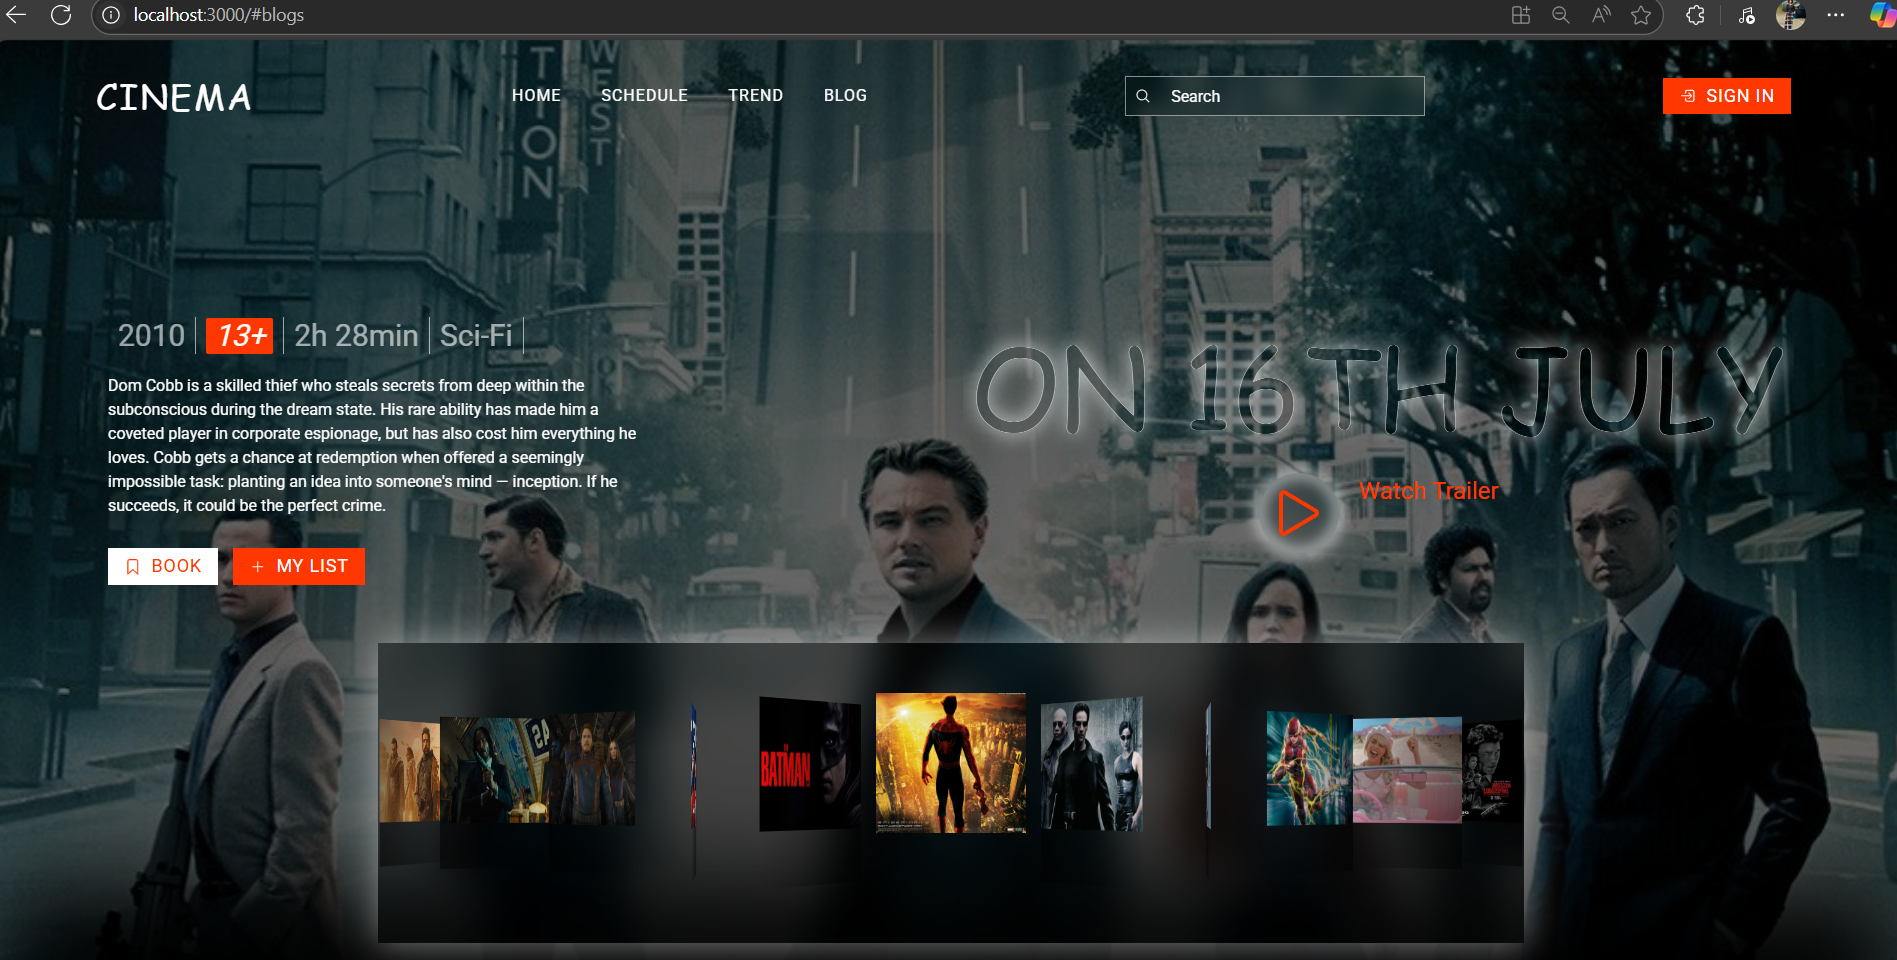 localhost:3000/#blogs
CINEMA
HOME
SCHEDULE
TREND
BLOG
Search
SIGN IN
TON
WEST
2010
13+
2h 28min
Sci-Fi
Dom Cobb is a skilled thief who steals secrets from deep within the
subconscious during the dream state. His rare ability has made him a
coveted player in corporate espionage, but has also cost him everything he
loves. Cobb gets a chance at redemption when offered a seemingly
impossible task: planting an idea into someone's mind — inception. If he
succeeds, it could be the perfect crime.
ON 16TH JULY
Watch Trailer
BOOK
MY LIST
THE
BATMAN